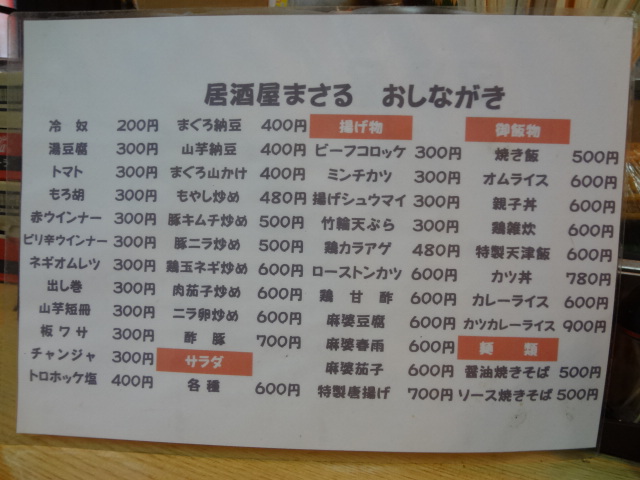 居酒屋まさる　おしながき
冷　奴　200円
湯豆腐　300円
トマト　300円
もろ胡　300円
赤ウインナー　300円
ピリ辛ウインナー　300円
ネギオムレツ　300円
出し巻　300円
山芋短冊　300円
板ワサ　300円
チャンジャ　300円
トロホッケ塩　400円
まぐろ納豆　400円
山芋納豆　400円
まぐろ山かけ　400円
もやし炒め　480円
豚キムチ炒め　500円
豚ニラ炒め　500円
鶏玉ネギ炒め　600円
肉茄子炒め　600円
ニラ卵炒め　600円
酢　豚　700円
サラダ
各　種　600円
揚げ物
ビーフコロッケ　300円
ミンチカツ　300円
揚げシュウマイ　300円
竹輪天ぷら　300円
鶏カラアゲ　480円
ローストンカツ　600円
鶏　甘　酢　600円
麻婆豆腐　600円
麻婆春雨　600円
麻婆茄子　600円
特製唐揚げ　700円
御飯物
焼き飯　500円
オムライス　600円
親子丼　600円
鶏雑炊　600円
特製天津飯　600円
カツ丼　780円
カレーライス　600円
カツカレーライス　900円
麺　類
醤油焼きそば　500円
ソース焼きそば　500円